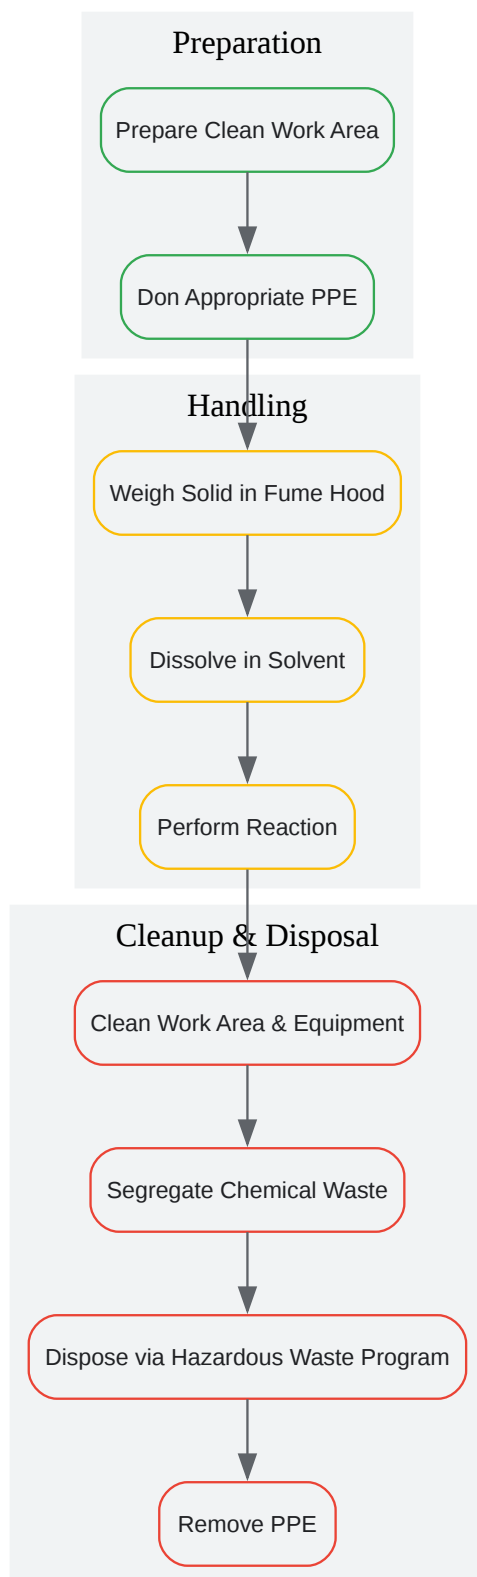 Preparation
Prepare Clean Work Area
Don Appropriate PPE
Handling
Weigh Solid in Fume Hood
Dissolve in Solvent
Perform Reaction
Cleanup & Disposal
Clean Work Area & Equipment
Segregate Chemical Waste
Dispose via Hazardous Waste Program
Remove PPE